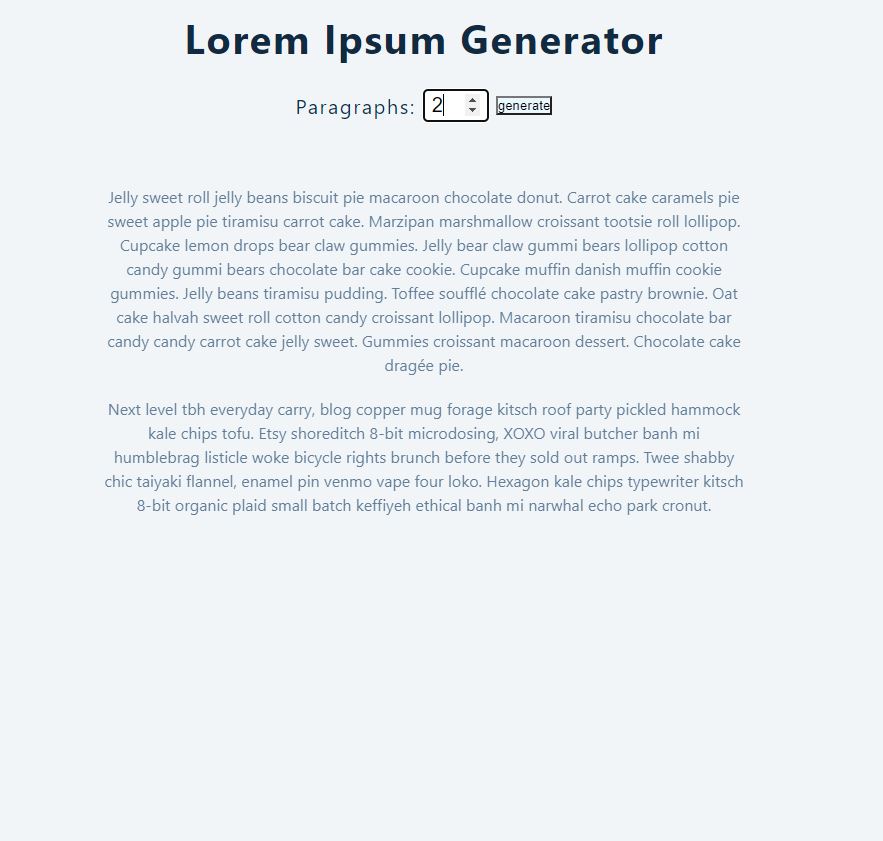 Lorem Ipsum Generator
Paragraphs: 2 generate
Jelly sweet roll jelly beans biscuit pie macaroon chocolate donut. Carrot cake caramels pie
sweet apple pie tiramisu carrot cake. Marzipan marshmallow croissant tootsie roll lollipop.
Cupcake lemon drops bear claw gummies. Jelly bear claw gummi bears lollipop cotton
candy gummi bears chocolate bar cake cookie. Cupcake muffin danish muffin cookie
gummies. Jelly beans tiramisu pudding. Toffee soufflé chocolate cake pastry brownie. Oat
cake halvah sweet roll cotton candy croissant lollipop. Macaroon tiramisu chocolate bar
candy candy carrot cake jelly sweet. Gummies croissant macaroon dessert. Chocolate cake
dragée pie.
Next level tbh everyday carry, blog copper mug forage kitsch roof party pickled hammock
kale chips tofu. Etsy shoreditch 8-bit microdosing, XOXO viral butcher banh mi
humblebrag listicle woke bicycle rights brunch before they sold out ramps. Twee shabby
chic taiyaki flannel, enamel pin venmo vape four loko. Hexagon kale chips typewriter kitsch
8-bit organic plaid small batch keffiyeh ethical banh mi narwhal echo park cronut.